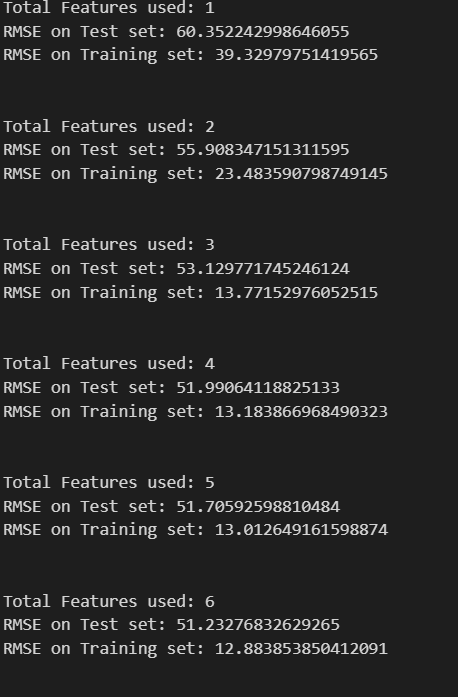 Total Features used: 1
RMSE on Test set: 60.352242998646055
RMSE on Training set: 39.32979751419565
Total Features used: 2
RMSE on Test set: 55.908347151311595
RMSE on Training set: 23.483590798749145
Total Features used: 3
RMSE on Test set: 53.129771745246124
RMSE on Training set: 13.77152976052515
Total Features used: 4
RMSE on Test set: 51.99064118825133
RMSE on Training set: 13.183866968490323
Total Features used: 5
RMSE on Test set: 51.70592598810484
RMSE on Training set: 13.012649161598874
Total Features used: 6
RMSE on Test set: 51.23276832629265
RMSE on Training set: 12.883853850412091